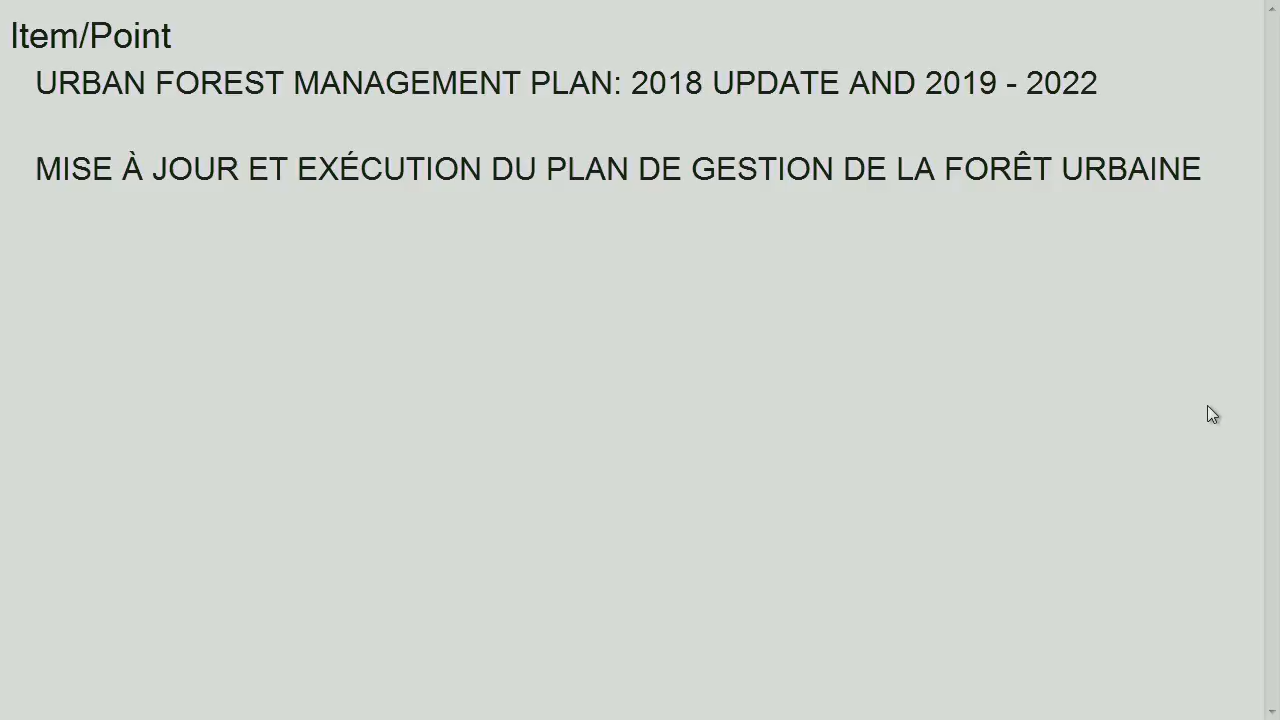 Item/Point
URBAN FOREST MANAGEMENT PLAN: 2018 UPDATE AND 2019 - 2022
MISE À JOUR ET EXÉCUTION DU PLAN DE GESTION DE LA FORÊT URBAINE